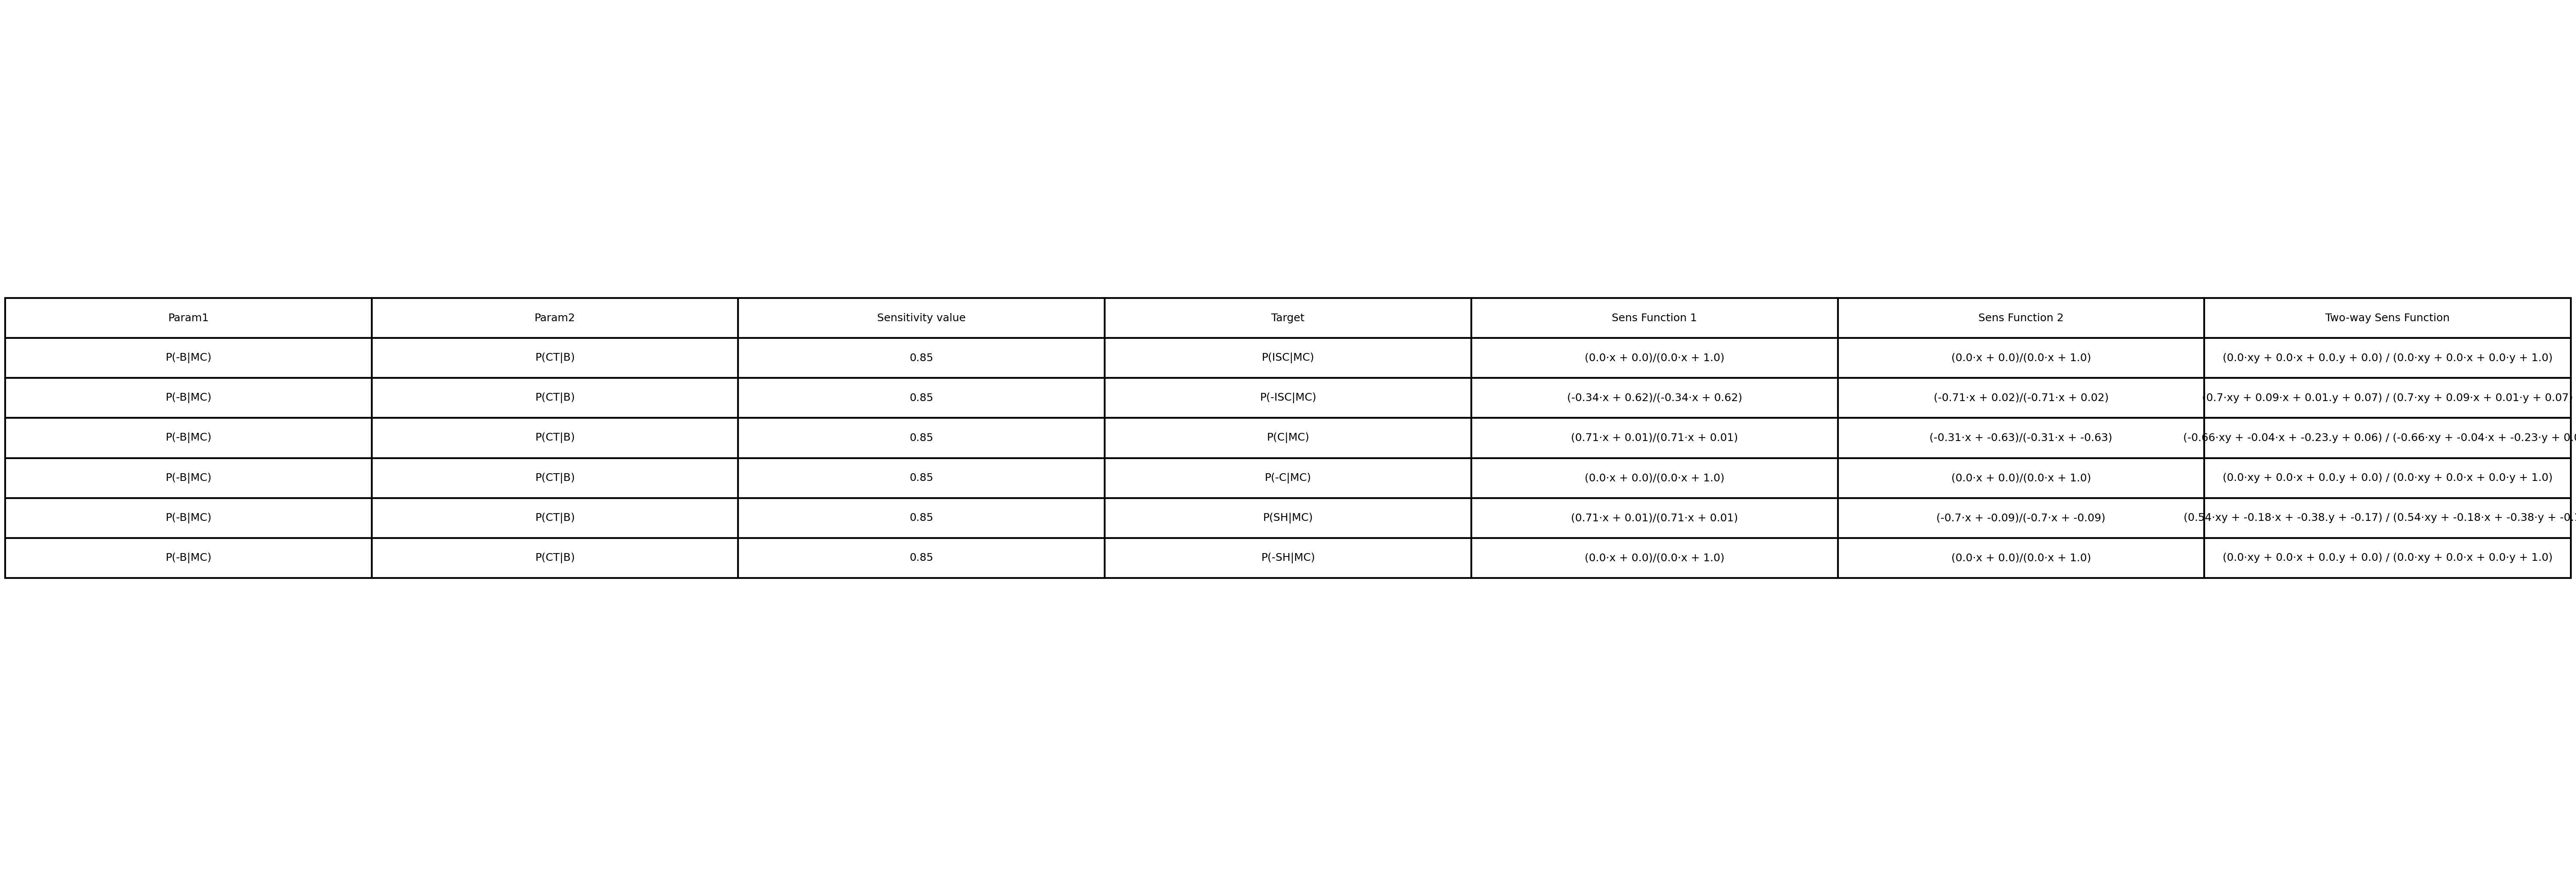 Param1 Param2 Sensitivity value Target Sens Function 1 Sens Function 2 Two-way Sens Function
P(-B|MC) P(CT|B) 0.85 P(ISC|MC) (0.0·x + 0.0)/(0.0·x + 1.0) (0.0·x + 0.0)/(0.0·x + 1.0) (0.0·xy + 0.0·x + 0.0.y + 0.0) / (0.0·xy + 0.0·x + 0.0·y + 1.0)
P(-B|MC) P(CT|B) 0.85 P(-ISC|MC) (-0.34·x + 0.62)/(-0.34·x + 0.62) (-0.71·x + 0.02)/(-0.71·x + 0.02) (0.7·xy + 0.09·x + 0.01.y + 0.07) / (0.7·xy + 0.09·x + 0.01·y + 0.07)
P(-B|MC) P(CT|B) 0.85 P(C|MC) (0.71·x + 0.01)/(0.71·x + 0.01) (-0.31·x + -0.63)/(-0.31·x + -0.63) (-0.66·xy + -0.04·x + -0.23.y + 0.06) / (-0.66·xy + -0.04·x + -0.23·y +
P(-B|MC) P(CT|B) 0.85 P(-C|MC) (0.0·x + 0.0)/(0.0·x + 1.0) (0.0·x + 0.0)/(0.0·x + 1.0) (0.0·xy + 0.0·x + 0.0.y + 0.0) / (0.0·xy + 0.0·x + 0.0·y + 1.0)
P(-B|MC) P(CT|B) 0.85 P(SH|MC) (0.71·x + 0.01)/(0.71·x + 0.01) (-0.7·x + -0.09)/(-0.7·x + -0.09) (0.54·xy + -0.18·x + -0.38.y + -0.17) / (0.54·xy + -0.18·x + -0.38·y +
P(-B|MC) P(CT|B) 0.85 P(-SH|MC) (0.0·x + 0.0)/(0.0·x + 1.0) (0.0·x + 0.0)/(0.0·x + 1.0) (0.0·xy + 0.0·x + 0.0.y + 0.0) / (0.0·xy + 0.0·x + 0.0·y + 1.0)